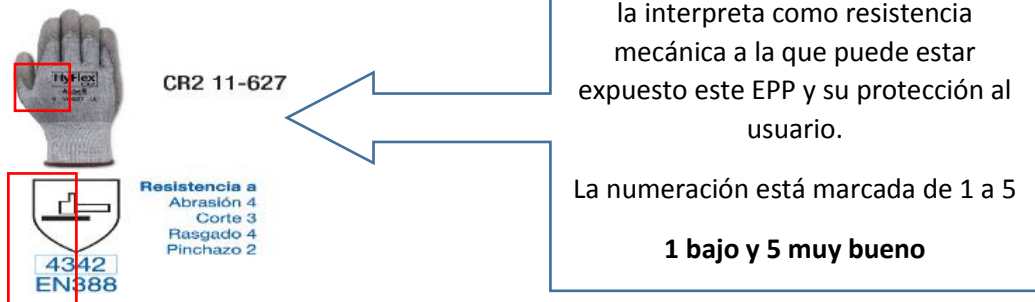 la interpreta como resistencia
mecánica a la que puede estar
expuesto este EPP y su protección al
usuario.
La numeración está marcada de 1 a 5
1 bajo y 5 muy bueno
HyFlex
CR2 11-627
Resistencia a
Abrasión 4
Corte 3
Rasgado 4
Pinchazo 2
4342
EN388